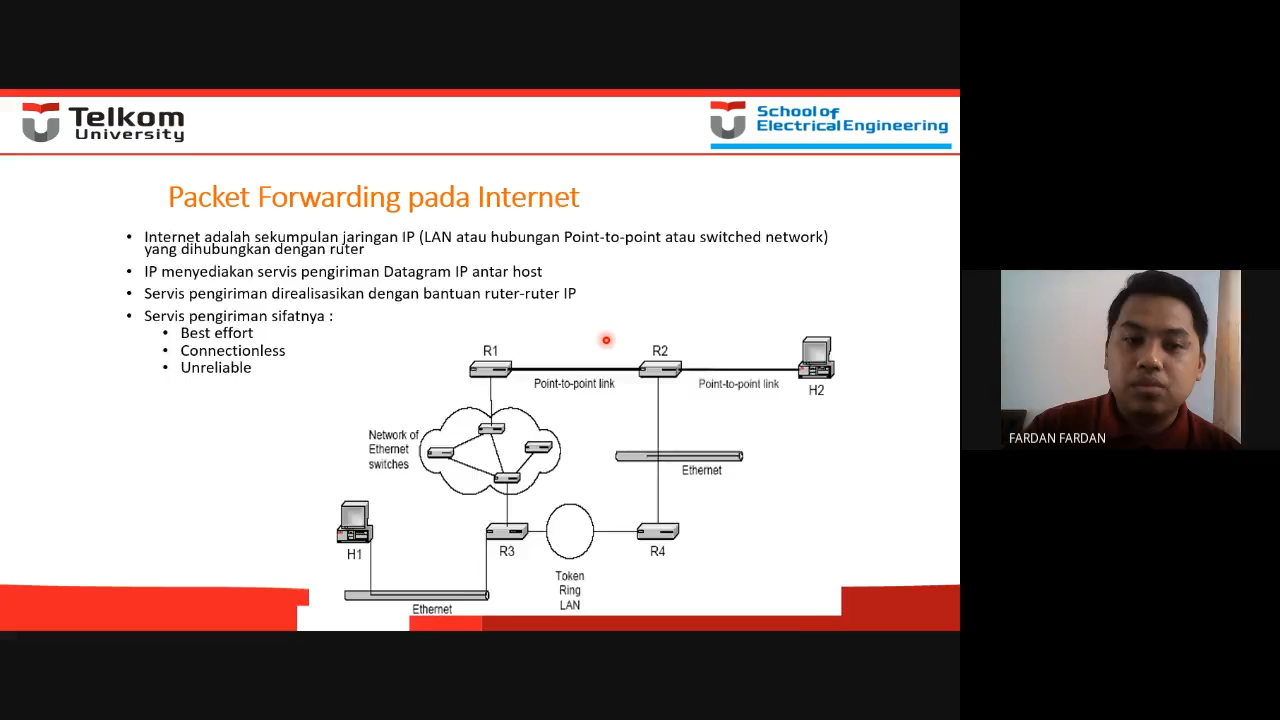 Telkom
University
School of
Electrical Engineering
Packet Forwarding pada Internet
• Internet adalah sekumpulan jaringan IP (LAN atau hubungan Point-to-point atau switched network)
yang dihubungkan dengan ruter
• IP menyediakan servis pengiriman Datagram IP antar host
• Servis pengiriman direalisasikan dengan bantuan ruter-ruter IP
• Servis pengiriman sifatnya :
• Best effort
• Connectionless
• Unreliable
R1
R2
Point-to-point link
Point-to-point link
H2
Network of
Ethernet
switches
Ethernet
H1
R3
R4
Token
Ring
LAN
Ethernet
FARDAN FARDAN